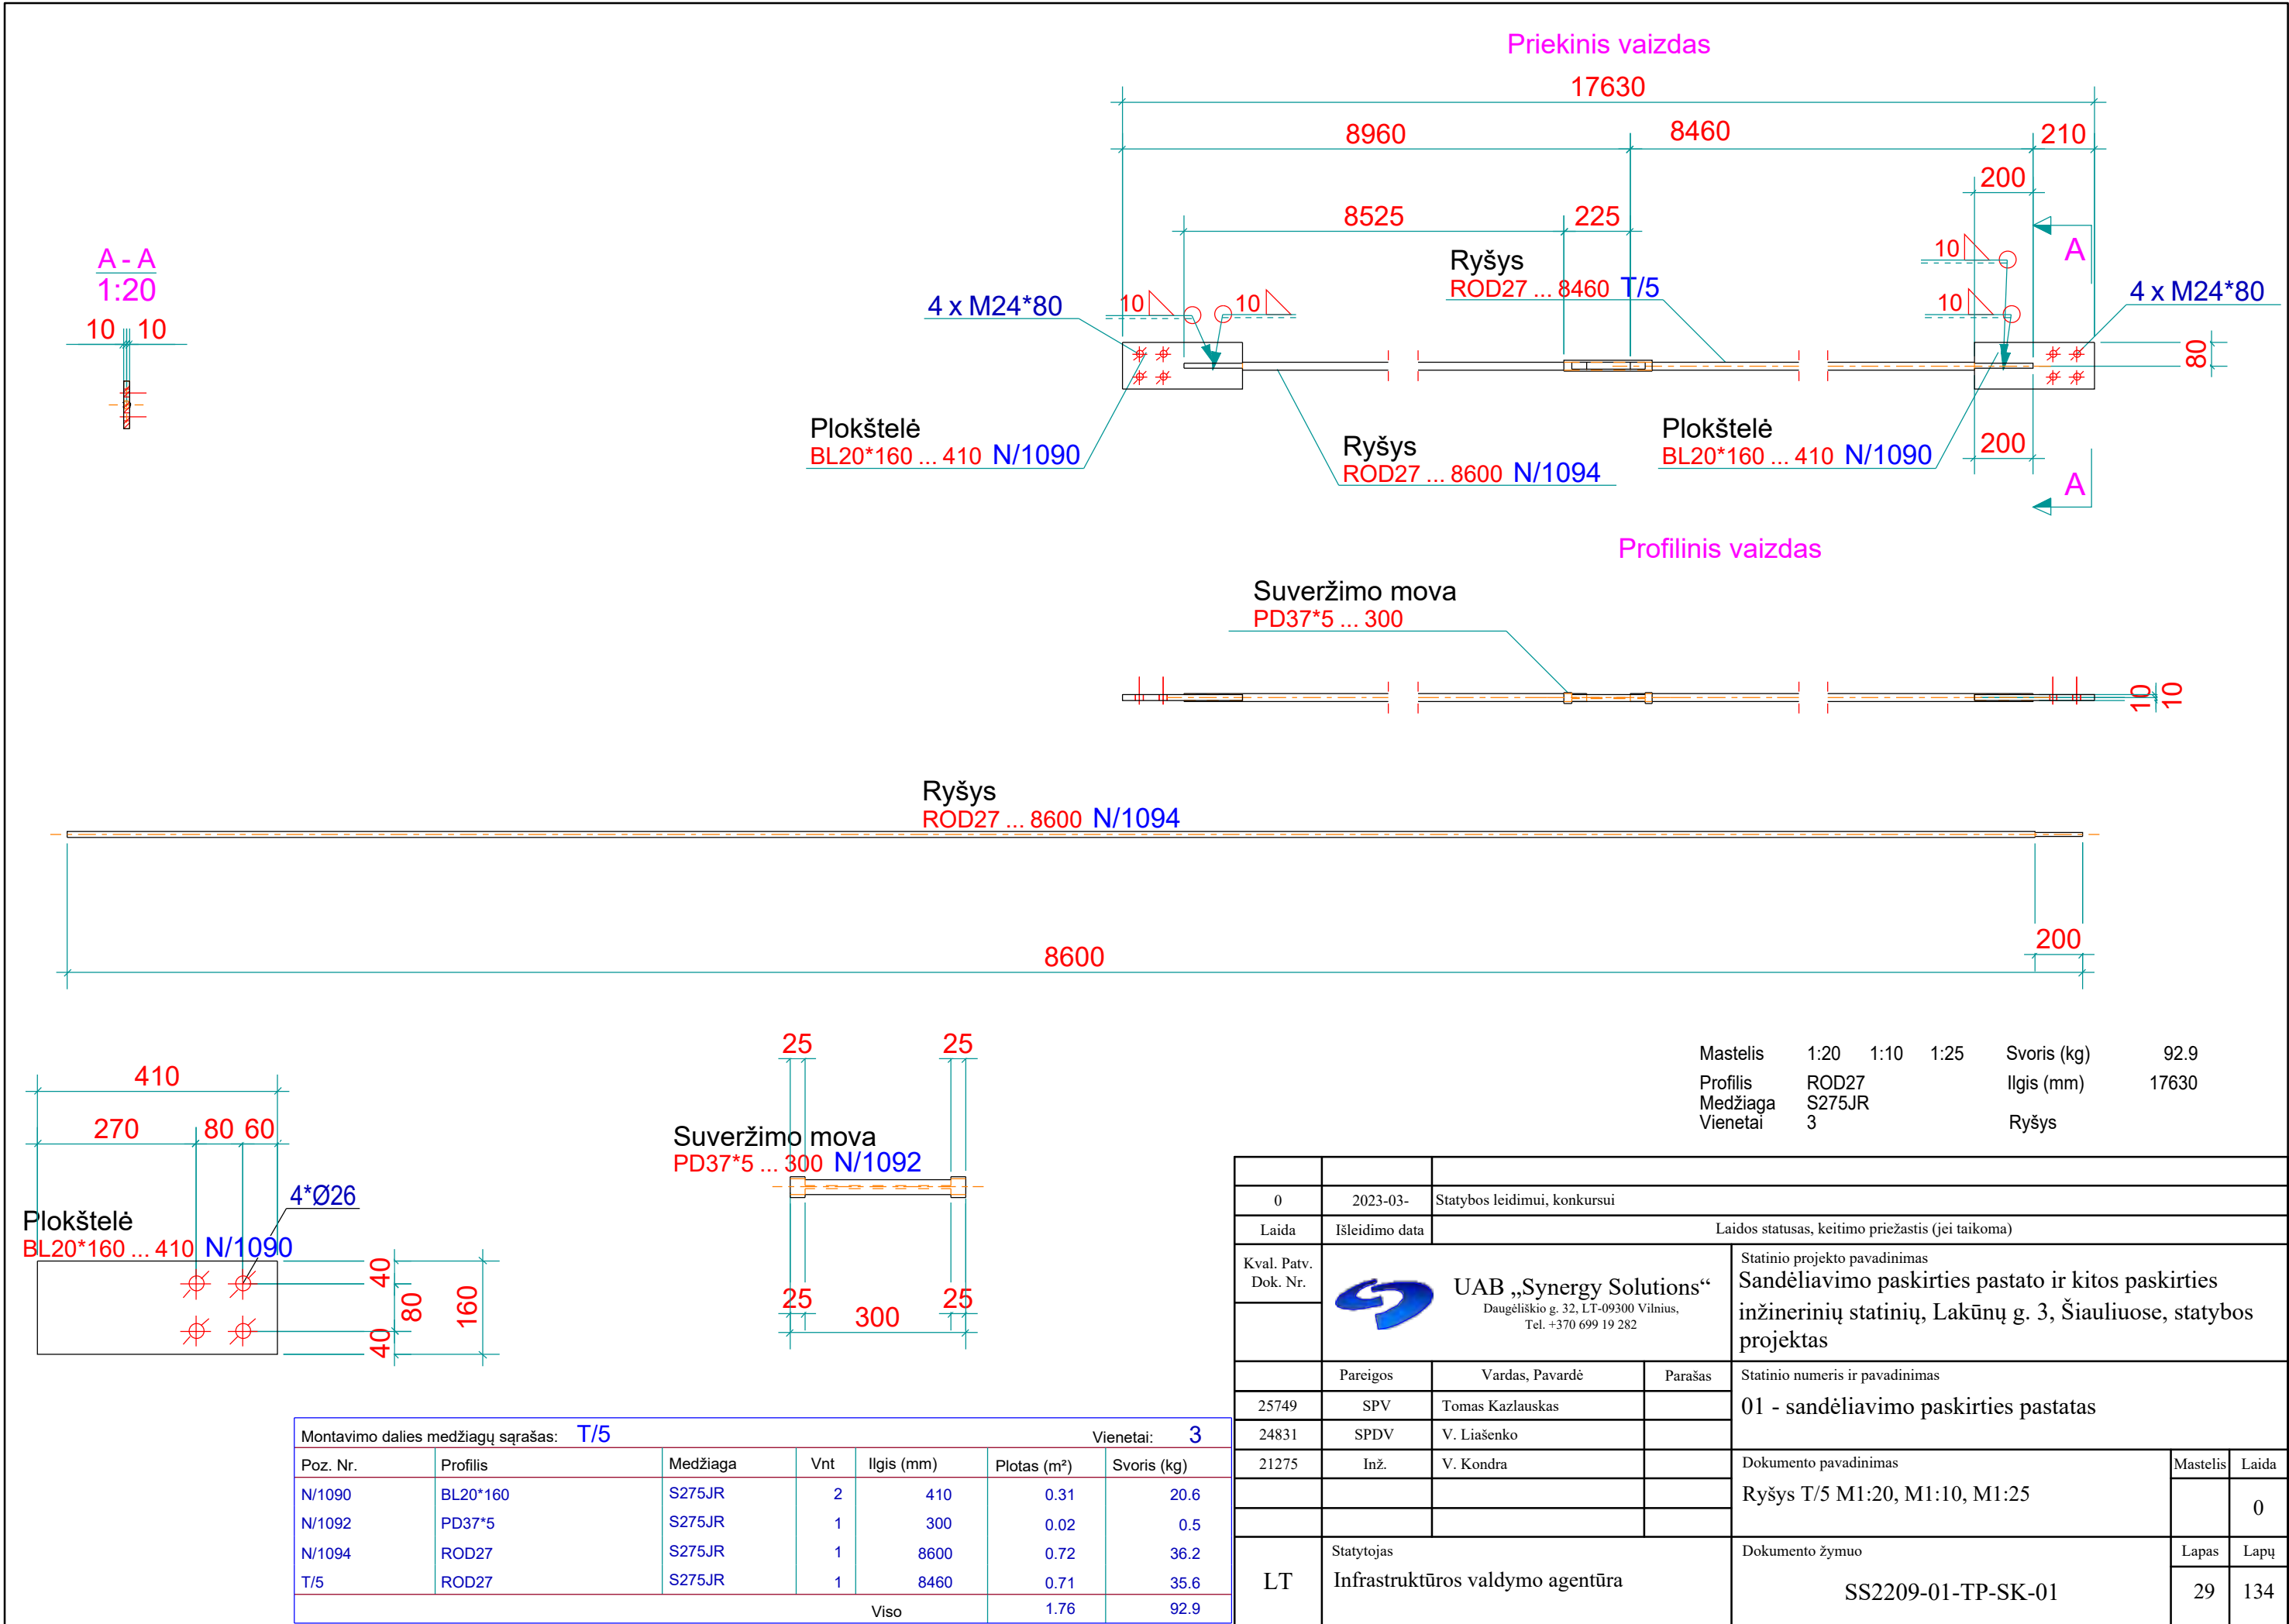 Priekinis vaizdas
17630
8960 8460 210
200
8525 225
A - A
1:20
10 10
Ryšys
ROD27 ... 8460 T/5
10
A
4 x M24*80
10 10
10
4 x M24*80
80
Plokštelė
BL20*160 ... 410 N/1090
Ryšys
ROD27 ... 8600 N/1094
Plokštelė
BL20*160 ... 410 N/1090
200
A
Profilinis vaizdas
Suveržimo mova
PD37*5 ... 300
10
10
Ryšys
ROD27 ... 8600 N/1094
200
8600
410
270 80 60
4*Ø26
Plokštelė
BL20*160 ... 410 N/1090
40
80
40
160
25 25
Suveržimo mova
PD37*5 ... 300 N/1092
25 25
300
Mastelis 1:20 1:10 1:25 Svoris (kg) 92.9
Profilis ROD27 Ilgis (mm) 17630
Medžiaga S275JR
Vienetai 3 Ryšys
Montavimo dalies medžiagų sąrašas: T/5 Vienetai: 3
Poz. Nr. Profilis Medžiaga Vnt Ilgis (mm) Plotas (m²) Svoris (kg)
N/1090 BL20*160 S275JR 2 410 0.31 20.6
N/1092 PD37*5 S275JR 1 300 0.02 0.5
N/1094 ROD27 S275JR 1 8600 0.72 36.2
T/5 ROD27 S275JR 1 8460 0.71 35.6
Viso 1.76 92.9
0 2023-03- Statybos leidimui, konkursui
Laida Išleidimo data Laidos statusas, keitimo priežastis (jei taikoma)
Kval. Patv.
Dok. Nr.
UAB „Synergy Solutions“
Daugėliškio g. 32, LT-09300 Vilnius,
Tel. +370 699 19 282
Statinio projekto pavadinimas
Sandėliavimo paskirties pastato ir kitos paskirties
inžinerinių statinių, Lakūnų g. 3, Šiauliuose, statybos
projektas
Pareigos Vardas, Pavardė Parašas
25749 SPV Tomas Kazlauskas
24831 SPDV V. Liašenko
21275 Inž. V. Kondra
Statinio numeris ir pavadinimas
01 - sandėliavimo paskirties pastatas
Dokumento pavadinimas Mastelis Laida
Ryšys T/5 M1:20, M1:10, M1:25 0
LT
Statytojas
Infrastruktūros valdymo agentūra
Dokumento žymuo Lapas Lapų
SS2209-01-TP-SK-01 29 134